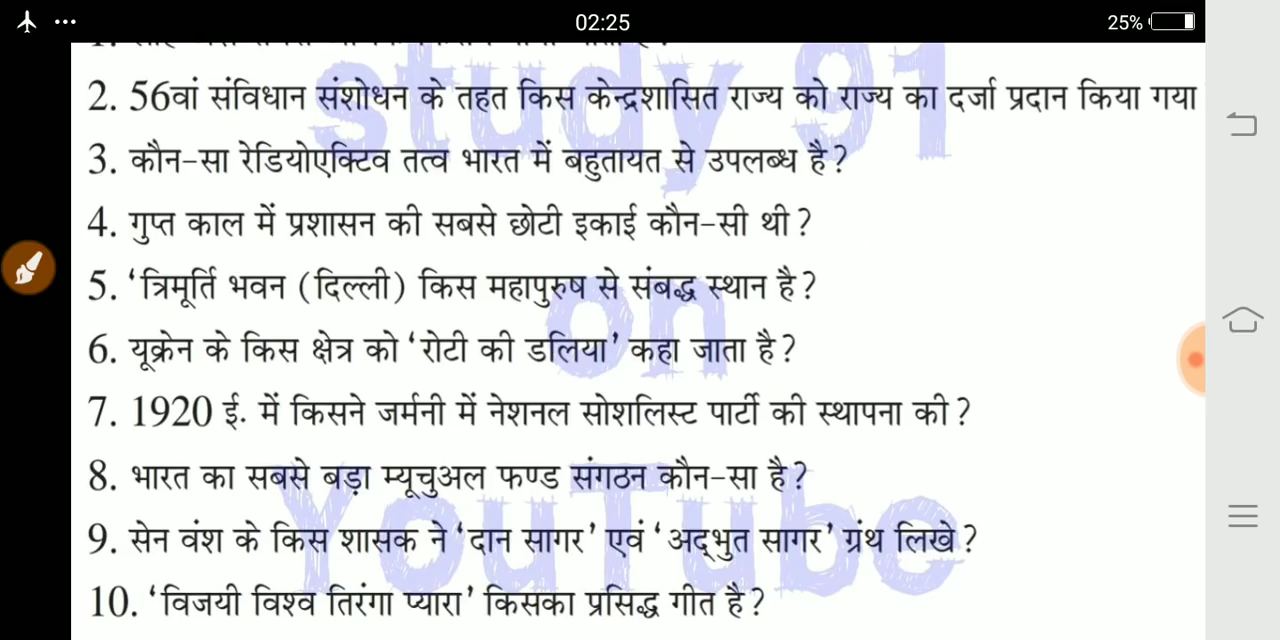 02:25
25%
study 91
2. 56वां संविधान संशोधन के तहत किस केन्द्रशासित राज्य को राज्य का दर्जा प्रदान किया गया
3. कौन-सा रेडियोएक्टिव तत्व भारत में बहुतायत से उपलब्ध है?
4. गुप्त काल में प्रशासन की सबसे छोटी इकाई कौन-सी थी?
5. ‘त्रिमूर्ति भवन (दिल्ली) किस महापुरुष से संबद्ध स्थान है?
on
6. यूक्रेन के किस क्षेत्र को ‘रोटी की डलिया’ कहा जाता है?
7. 1920 ई. में किसने जर्मनी में नेशनल सोशलिस्ट पार्टी की स्थापना की?
8. भारत का सबसे बड़ा म्यूचुअल फण्ड संगठन कौन-सा है?
YouTube
9. सेन वंश के किस शासक ने ‘दान सागर’ एवं ‘अद्भुत सागर’ ग्रंथ लिखे?
10. ‘विजयी विश्व तिरंगा प्यारा’ किसका प्रसिद्ध गीत है?